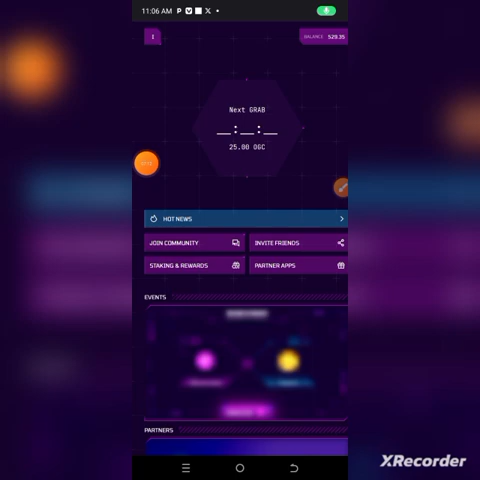 11:06 AM
BALANCE 528.35
Next GRAB
__:__:__
25.00 OGC
HOT NEWS
JOIN COMMUNITY
INVITE FRIENDS
STAKING & REWARDS
PARTNER APPS
EVENTS
PARTNERS
XRecorder